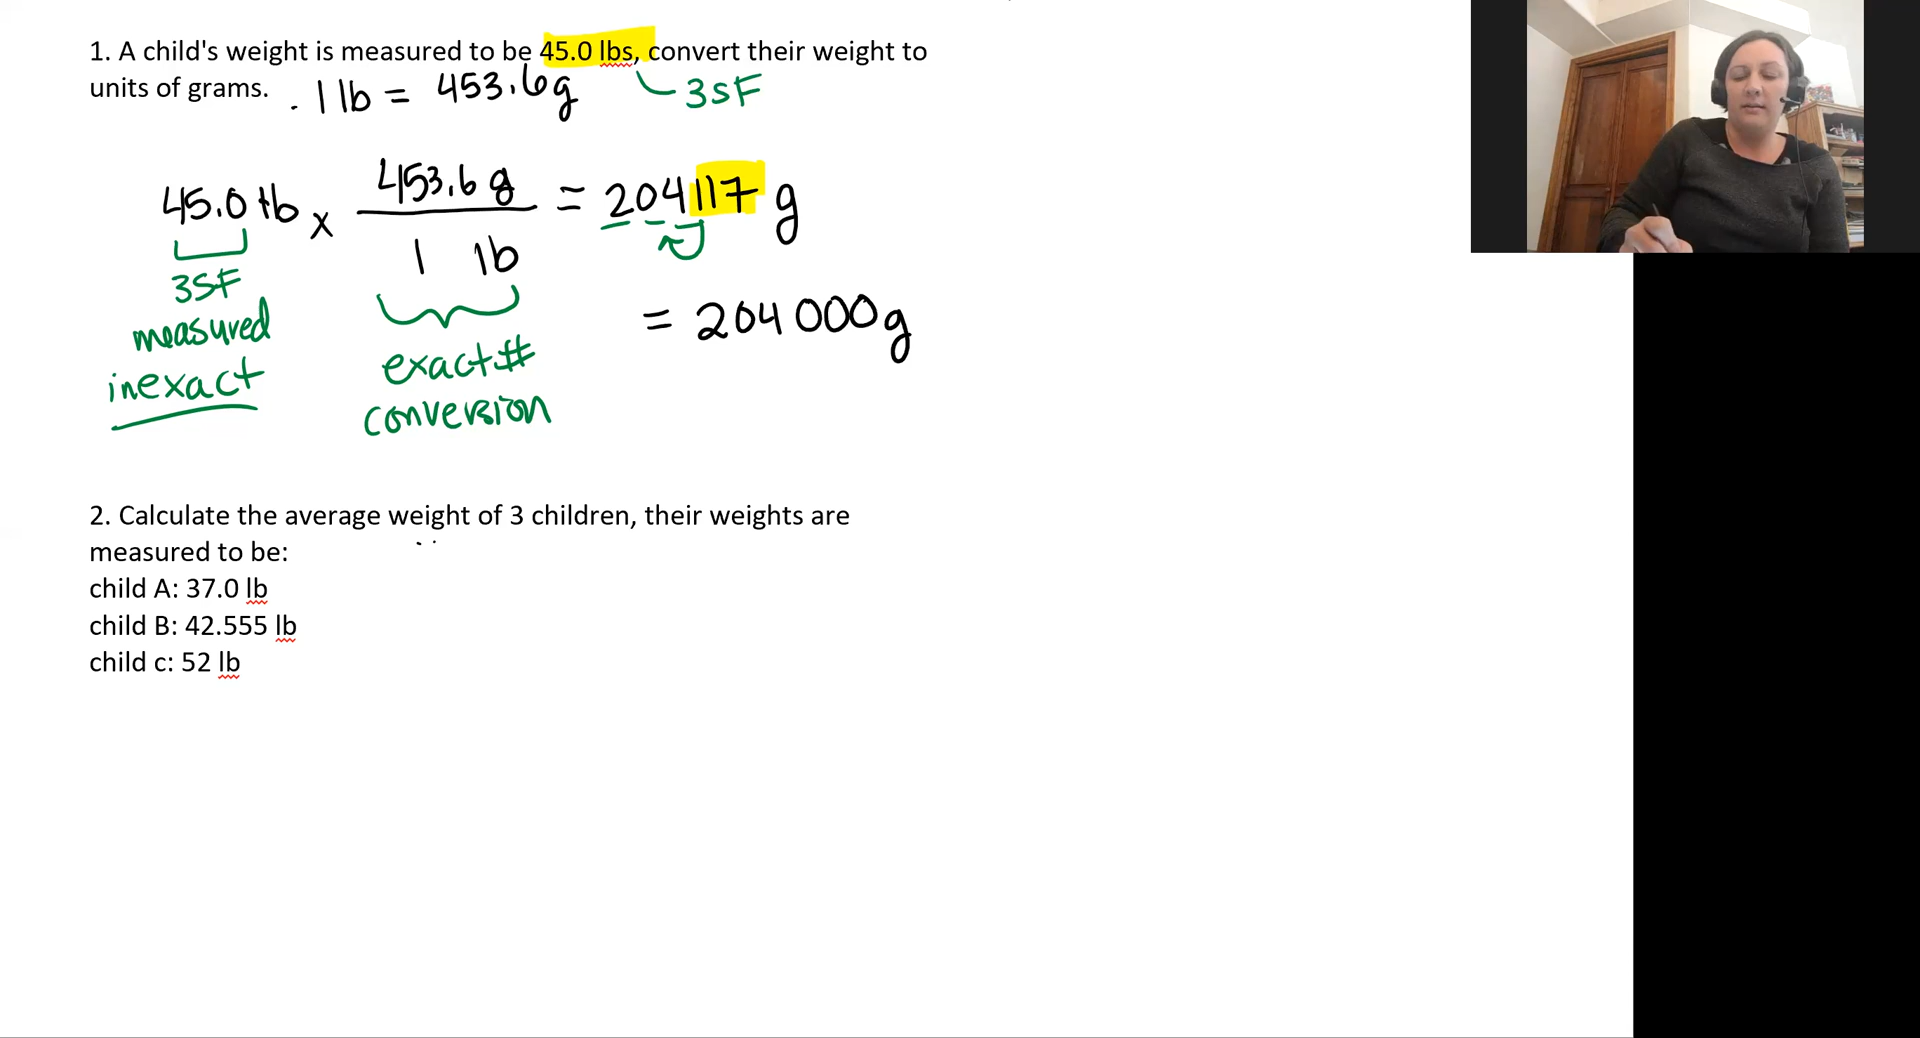 1. A child's weight is measured to be 45.0 lbs, convert their weight to
units of grams.
1 lb = 453.6g
3SF
45.0 lb x 453.6 g = 204117 g
1 lb
3SF
measured
inexact
exact#
conversion
= 204 000g
2. Calculate the average weight of 3 children, their weights are
measured to be:
child A: 37.0 lb
child B: 42.555 lb
child c: 52 lb